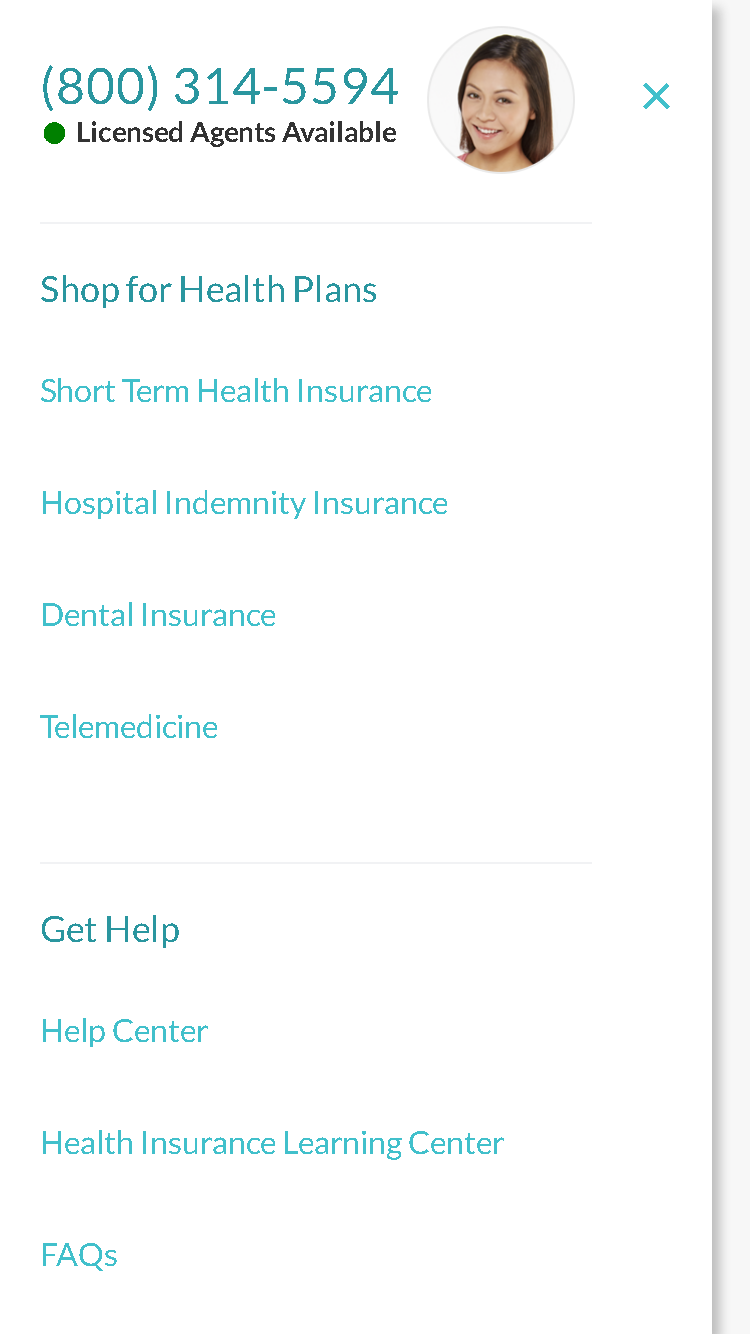 (800) 314-5594
Licensed Agents Available
Shop for Health Plans
Short Term Health Insurance
Hospital Indemnity Insurance
Dental Insurance
Telemedicine
Get Help
Help Center
Health Insurance Learning Center
FAQs